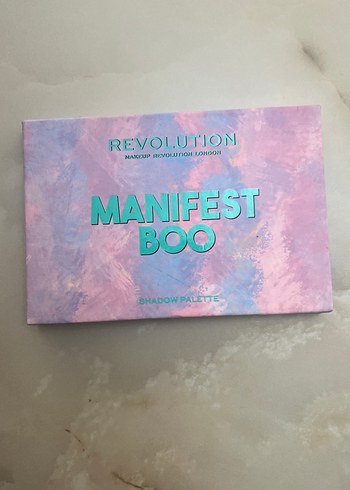 REVOLUTION
MAKEUP REVOLUTION LONDON
MANIFEST
BOO
SHADOW PALETTE